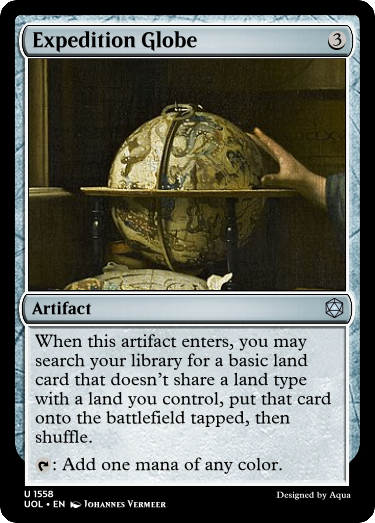 Expedition Globe 3
Artifact
When this artifact enters, you may
search your library for a basic land
card that doesn't share a land type
with a land you control, put that card
onto the battlefield tapped, then
shuffle.
: Add one mana of any color.
U 1558
UOL • EN Johannes Vermeer
Designed by Aqua